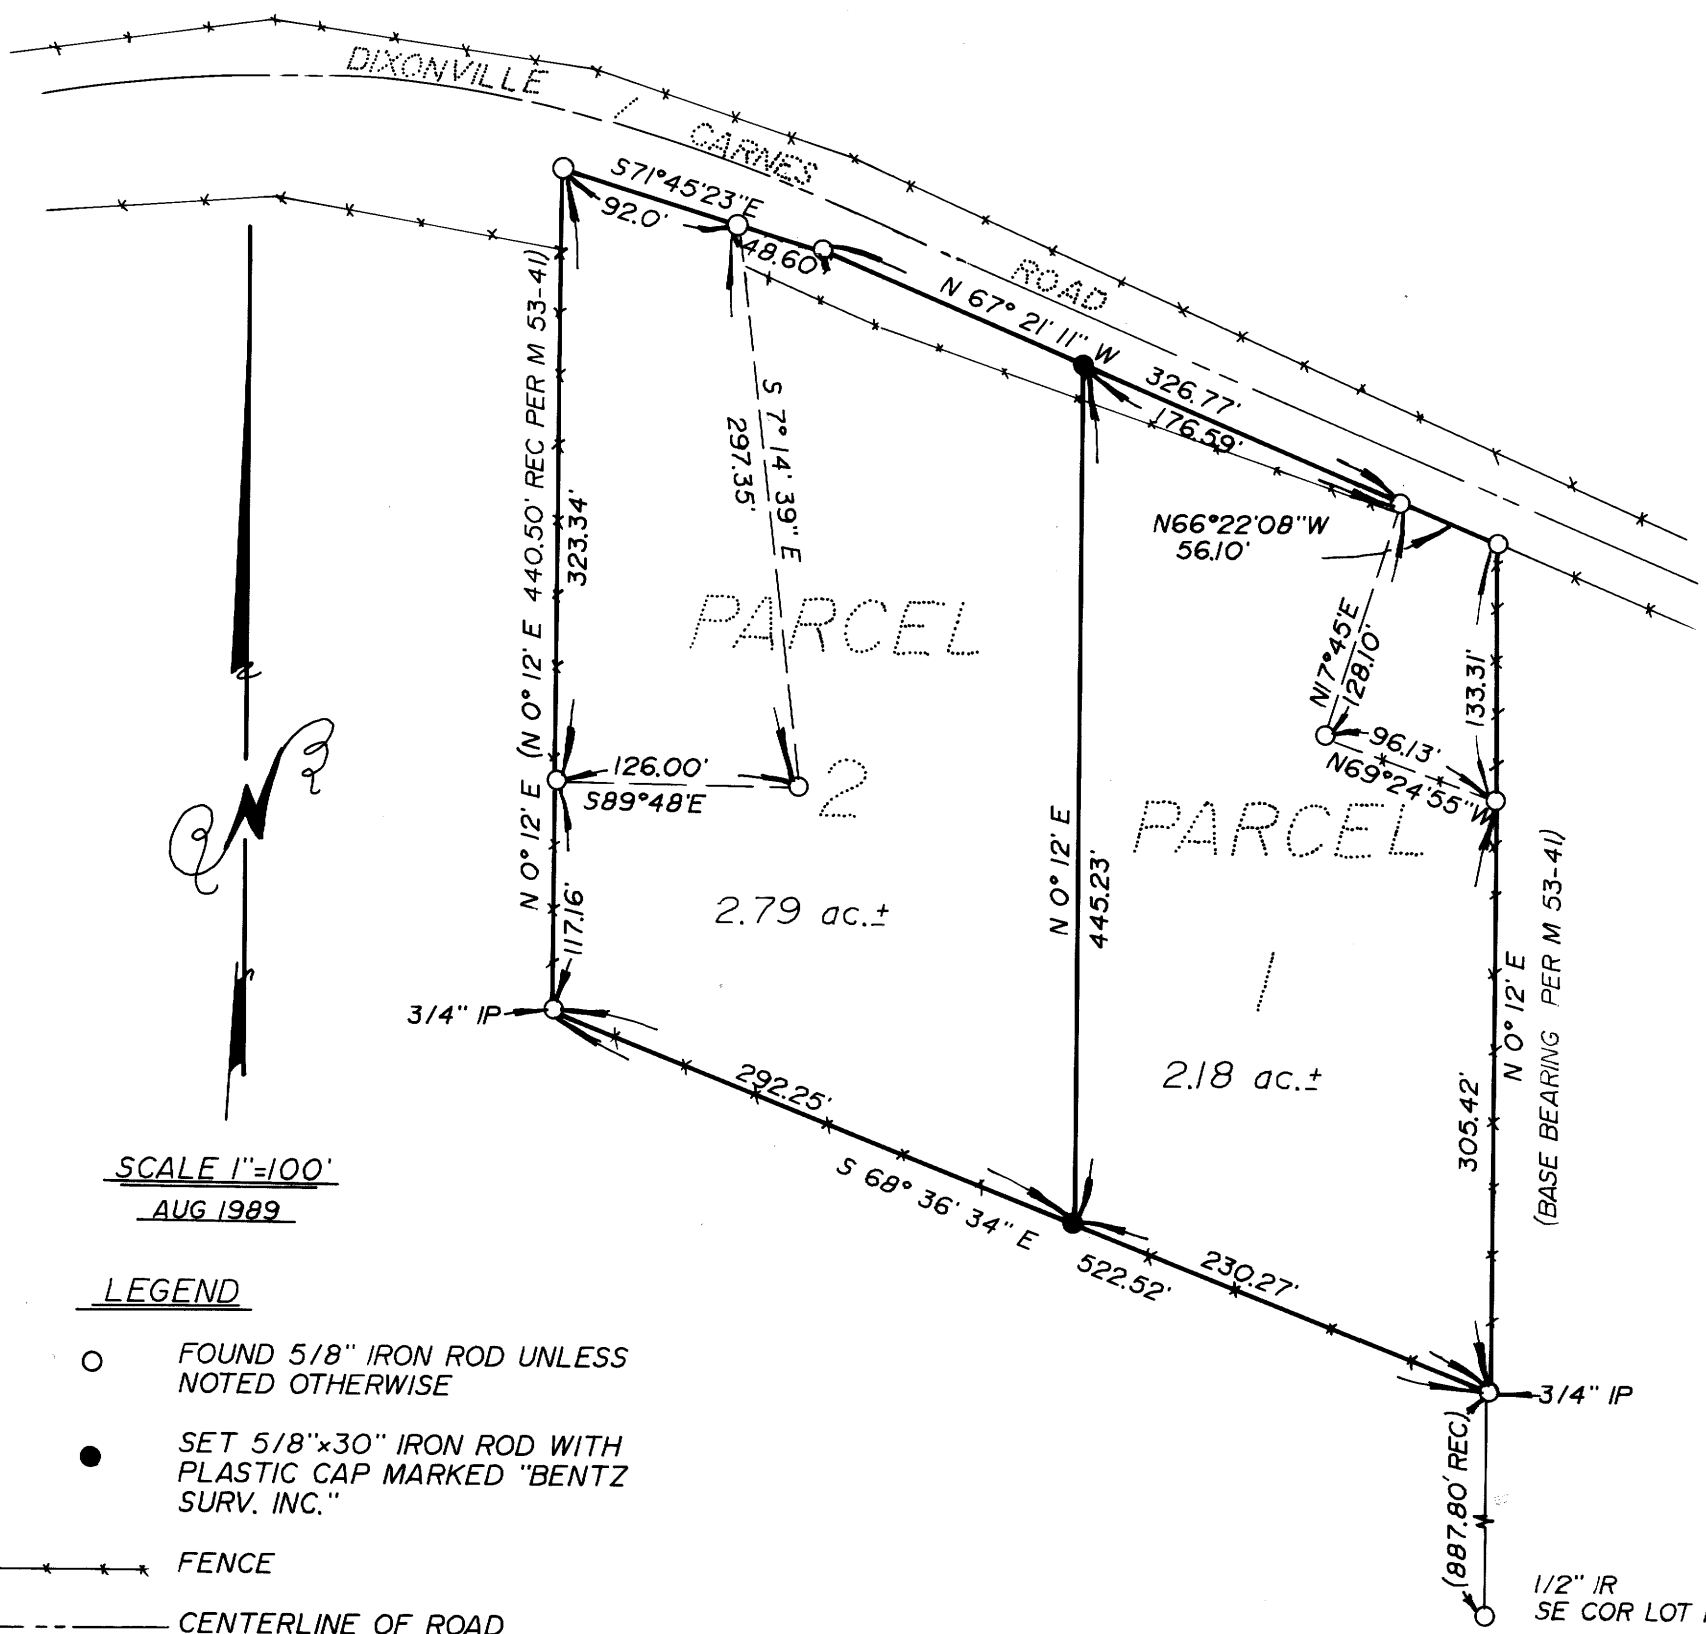 DIXONVILLE / CARNES ROAD
S71°45'23"E
92.0'
48.60'
N 67° 21' 11" W
326.77'
176.59'
N66°22'08"W
56.10'
N 0° 12' E (N 0° 12' E 440.50' REC PER M 53-41)
323.34'
S 7° 14' 39" E
297.35'
PARCEL
2
2.79 ac.±
126.00'
S89°48'E
117.16'
3/4" IP
N 0° 12' E
445.23'
PARCEL
1
2.18 ac.±
N17°45'E
128.10'
96.13'
N69°24'55"W
133.31'
305.42'
N 0° 12' E
(BASE BEARING PER M 53-41)
292.25'
S 68° 36' 34" E
522.52'
230.27'
3/4" IP
(887.80' REC)
1/2" IR
SE COR LOT
SCALE 1"=100'
AUG 1989
LEGEND
FOUND 5/8" IRON ROD UNLESS
NOTED OTHERWISE
SET 5/8"x30" IRON ROD WITH
PLASTIC CAP MARKED "BENTZ
SURV. INC."
FENCE
CENTERLINE OF ROAD